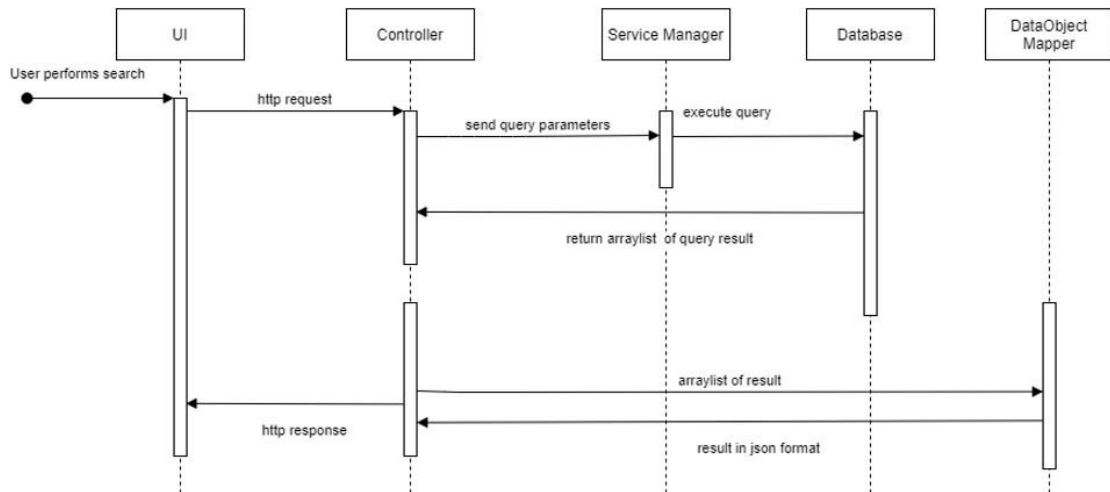 UI
Controller
Service Manager
Database
DataObject
Mapper
User performs search
http request
send query parameters
execute query
return arraylist of query result
arraylist of result
http response
result in json format